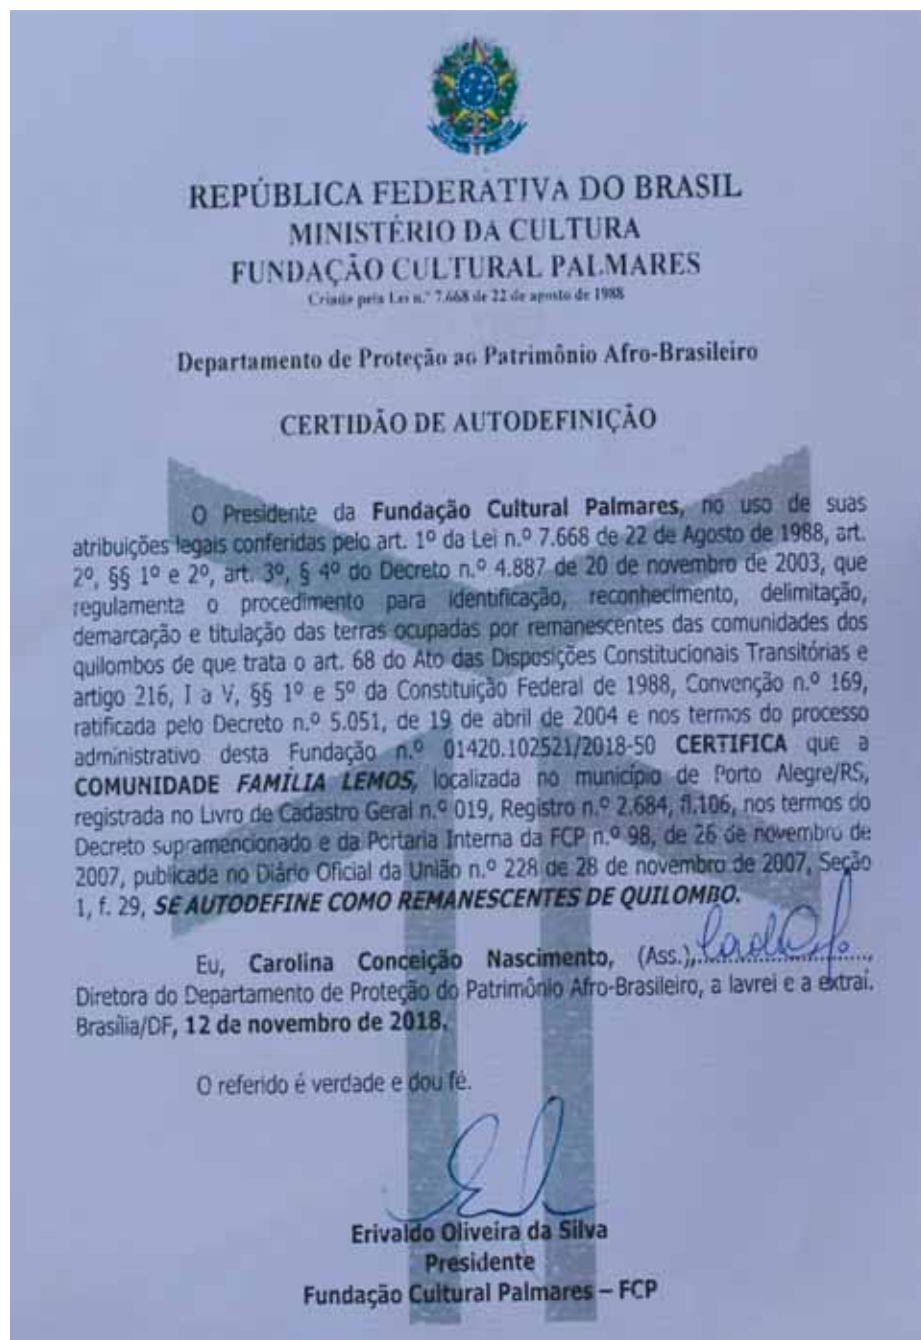 REPÚBLICA FEDERATIVA DO BRASIL
MINISTÉRIO DA CULTURA
FUNDAÇÃO CULTURAL PALMARES
Criada pela Lei n.º 7.668 de 22 de agosto de 1988
Departamento de Proteção ao Patrimônio Afro-Brasileiro
CERTIDÃO DE AUTODEFINIÇÃO
O Presidente da Fundação Cultural Palmares, no uso de suas
atribuições legais conferidas pelo art. 1º da Lei n.º 7.668 de 22 de Agosto de 1988, art.
2º, §§ 1º e 2º, art. 3º, § 4º do Decreto n.º 4.887 de 20 de novembro de 2003, que
regulamenta o procedimento para identificação, reconhecimento, delimitação,
demarcação e titulação das terras ocupadas por remanescentes das comunidades dos
quilombos de que trata o art. 68 do Ato das Disposições Constitucionais Transitórias e
artigo 216, I a V, §§ 1º e 5º da Constituição Federal de 1988, Convenção n.º 169,
ratificada pelo Decreto n.º 5.051, de 19 de abril de 2004 e nos termos do processo
administrativo desta Fundação n.º 01420.102521/2018-50 CERTIFICA que a
COMUNIDADE FAMÍLIA LEMOS, localizada no município de Porto Alegre/RS,
registrada no Livro de Cadastro Geral n.º 019, Registro n.º 2.684, fl.106, nos termos do
Decreto supramencionado e da Portaria Interna da FCP n.º 98, de 26 de novembro de
2007, publicada no Diário Oficial da União n.º 228 de 28 de novembro de 2007, Seção
1, f. 29, SE AUTODEFINE COMO REMANESCENTES DE QUILOMBO.
Eu, Carolina Conceição Nascimento, (Ass.),
Diretora do Departamento de Proteção do Patrimônio Afro-Brasileiro, a lavrei e a extraí.
Brasília/DF, 12 de novembro de 2018.
O referido é verdade e dou fé.
Erivaldo Oliveira da Silva
Presidente
Fundação Cultural Palmares – FCP